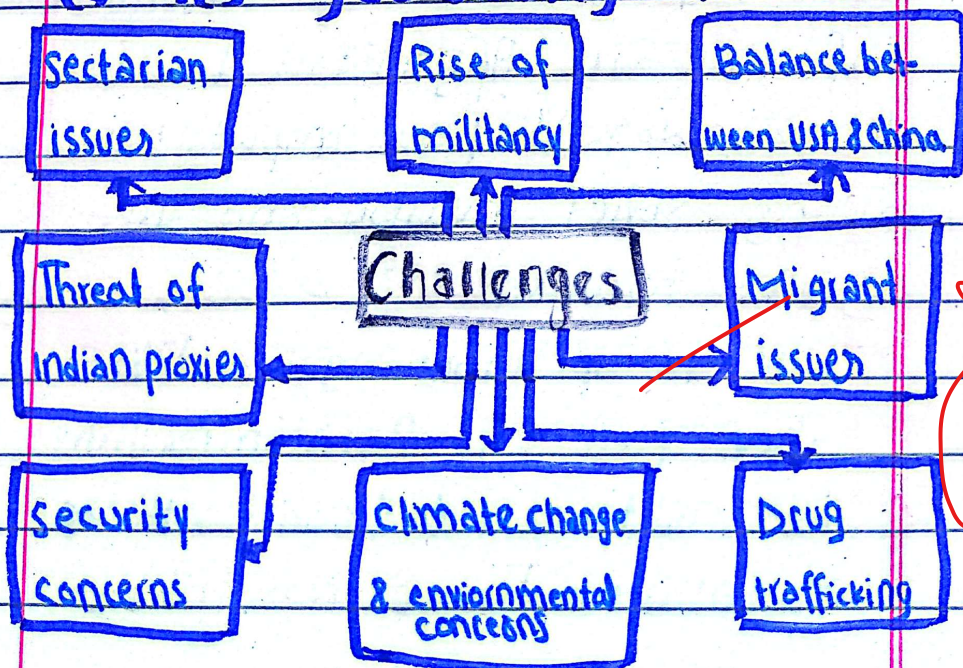 Sectarian
issues
Rise of
militancy
Balance bet-
ween USA & China
Threat of
indian proxies
Challenges
Migrant
issues
security
concerns
climate change
& enviornmental
concerns
Drug
trafficking